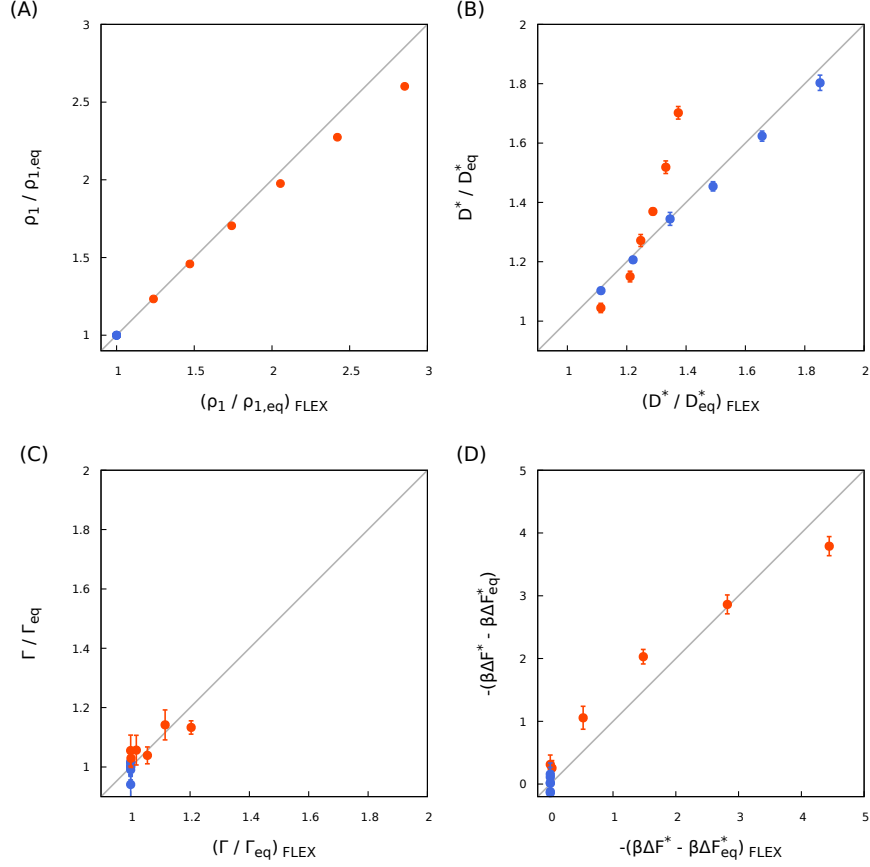 (A)
3
2.5
2
1.5
1
ρ1 / ρ1,eq
1 1.5 2 2.5 3
(ρ1 / ρ1,eq) FLEX
(B)
2
1.8
1.6
1.4
1.2
1
D* / D*eq
1 1.2 1.4 1.6 1.8 2
(D* / D*eq) FLEX
(C)
2
1.8
1.6
1.4
1.2
1
Γ / Γeq
1 1.2 1.4 1.6 1.8 2
(Γ / Γeq) FLEX
(D)
5
4
3
2
1
0
-(βΔF* - βΔF*eq)
0 1 2 3 4 5
-(βΔF* - βΔF*eq) FLEX